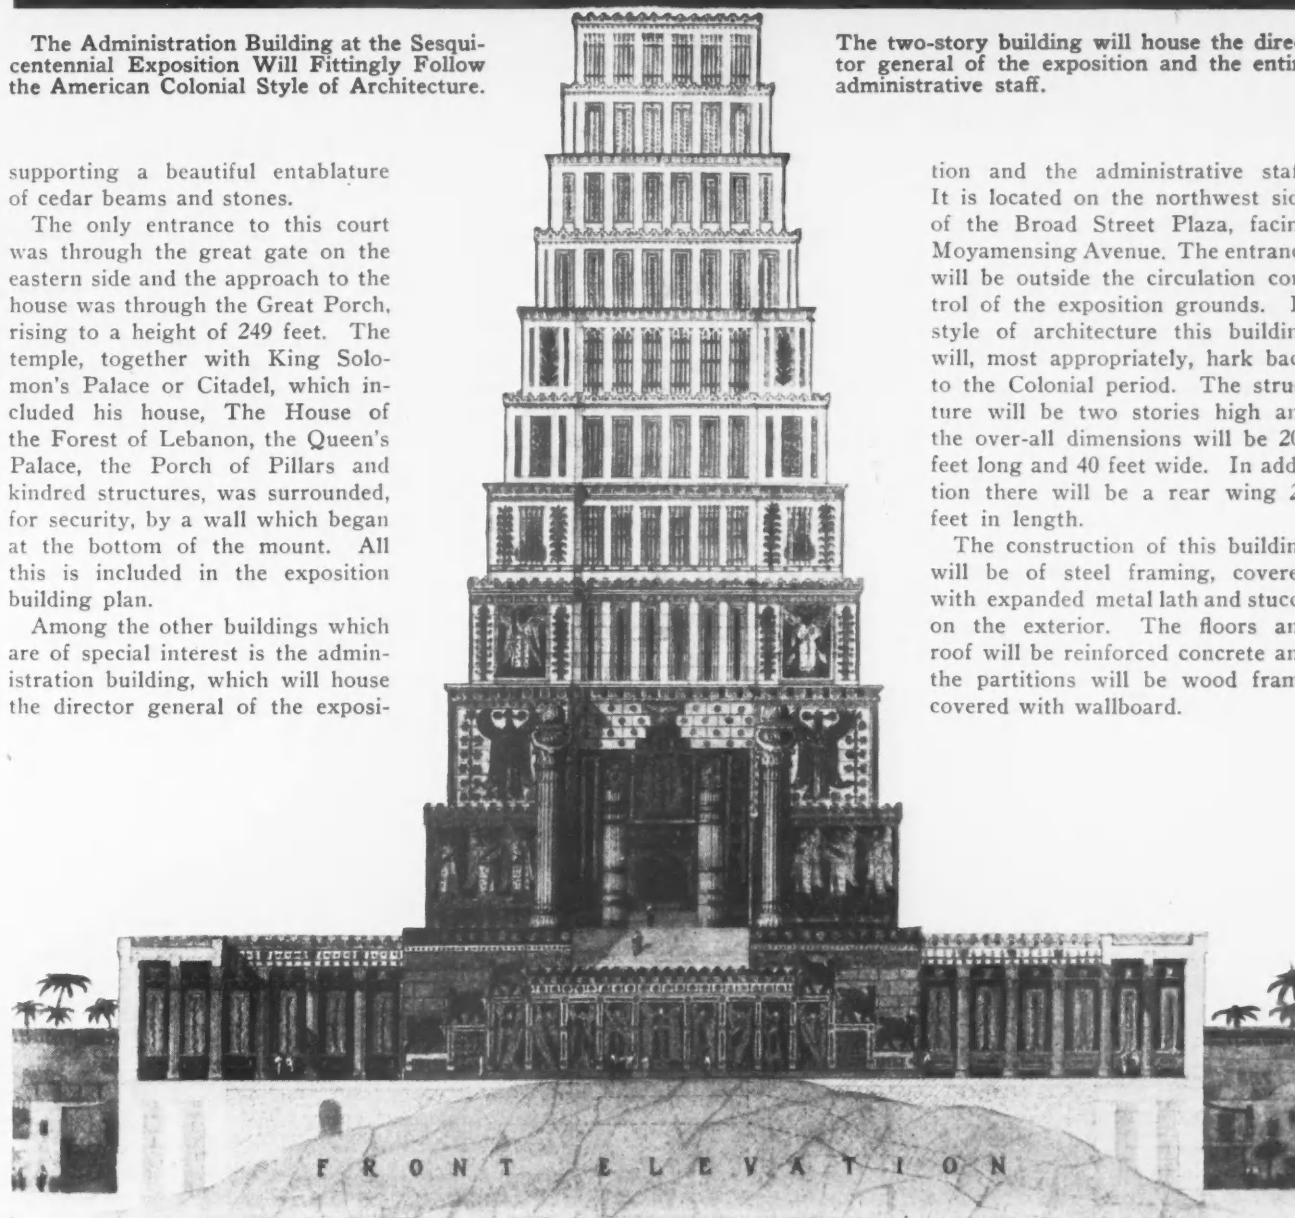 The Administration Building at the Sesqui-
centennial Exposition Will Fittingly Follow
the American Colonial Style of Architecture.
The two-story building will house the direc
tor general of the exposition and the entir
administrative staff.
supporting a beautiful entablature
of cedar beams and stones.
The only entrance to this court
was through the great gate on the
eastern side and the approach to the
house was through the Great Porch,
rising to a height of 249 feet. The
temple, together with King Solo-
mon's Palace or Citadel, which in-
cluded his house, The House of
the Forest of Lebanon, the Queen's
Palace, the Porch of Pillars and
kindred structures, was surrounded,
for security, by a wall which began
at the bottom of the mount. All
this is included in the exposition
building plan.
Among the other buildings which
are of special interest is the admin-
istration building, which will house
the director general of the exposi-
tion and the administrative staf
It is located on the northwest sid
of the Broad Street Plaza, facin
Moyamensing Avenue. The entranc
will be outside the circulation con
trol of the exposition grounds. I
style of architecture this buildin
will, most appropriately, hark bac
to the Colonial period. The struc
ture will be two stories high an
the over-all dimensions will be 20
feet long and 40 feet wide. In addi
tion there will be a rear wing 2
feet in length.
The construction of this buildin
will be of steel framing, covere
with expanded metal lath and stucc
on the exterior. The floors an
roof will be reinforced concrete an
the partitions will be wood fram
covered with wallboard.
FRONT ELEVATION